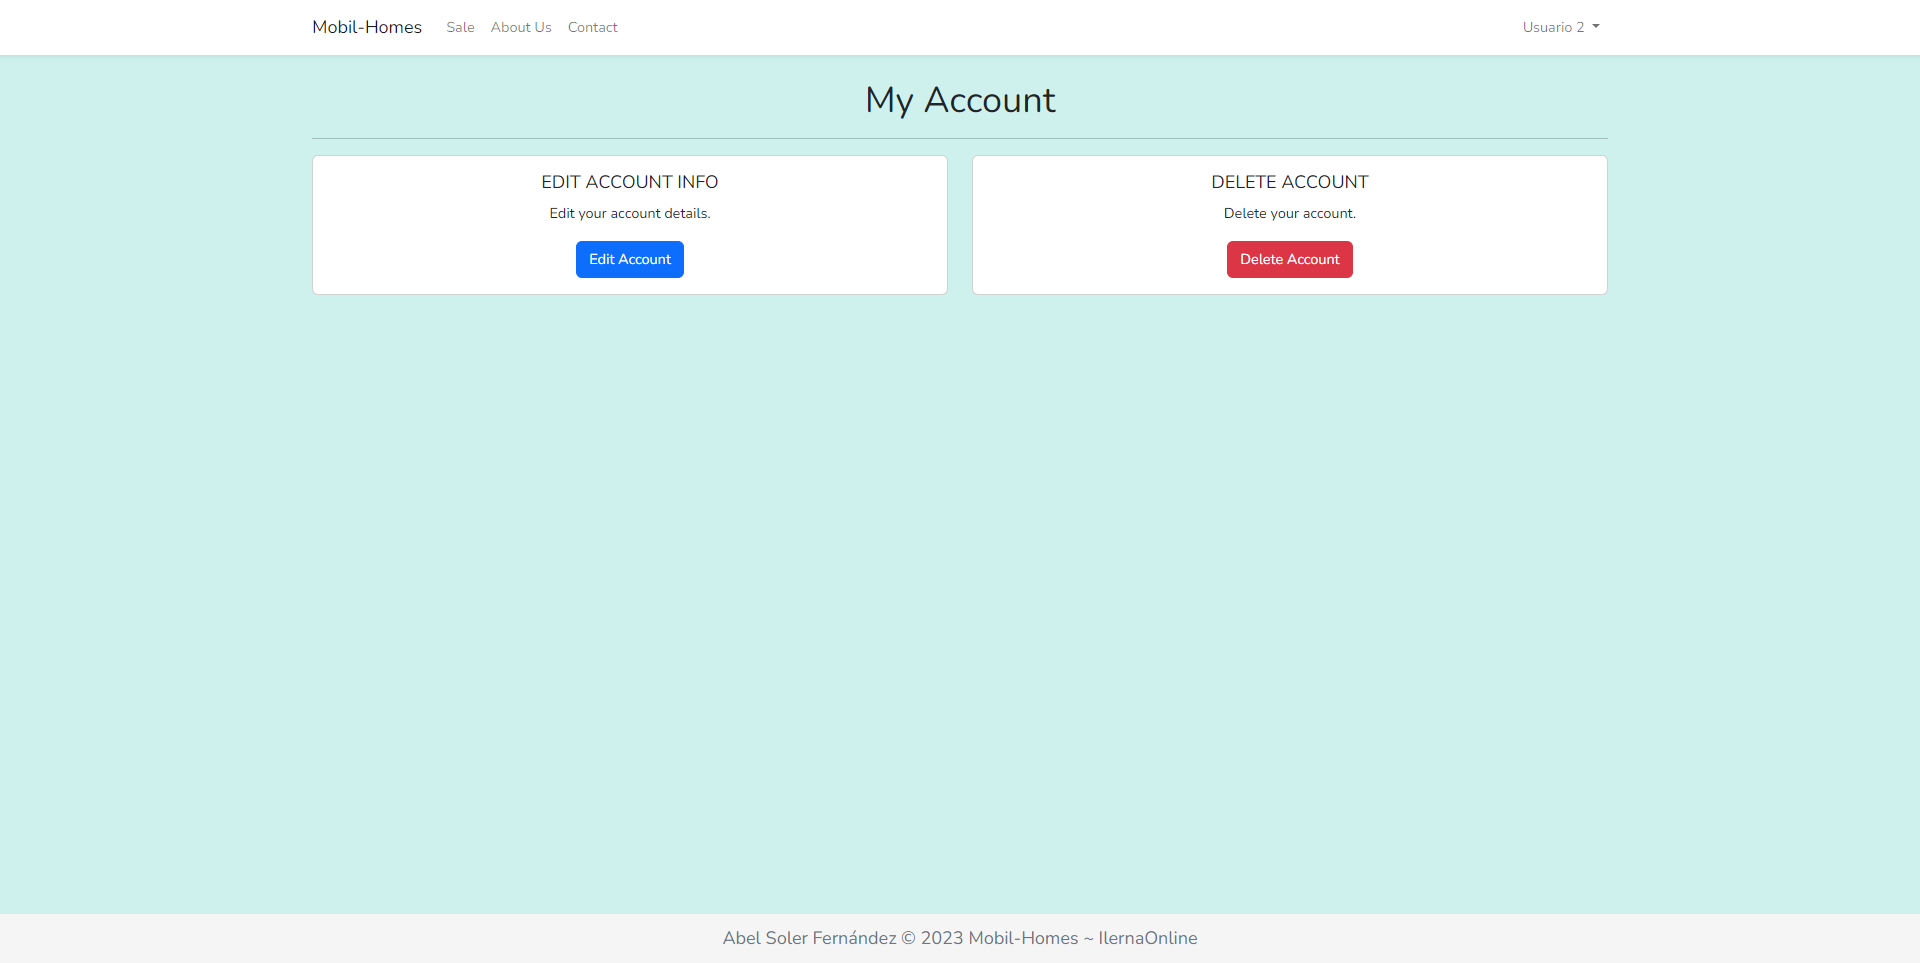 Mobil-Homes Sale About Us Contact Usuario 2
My Account
EDIT ACCOUNT INFO
Edit your account details.
Edit Account
DELETE ACCOUNT
Delete your account.
Delete Account
Abel Soler Fernández © 2023 Mobil-Homes ~ IlernaOnline